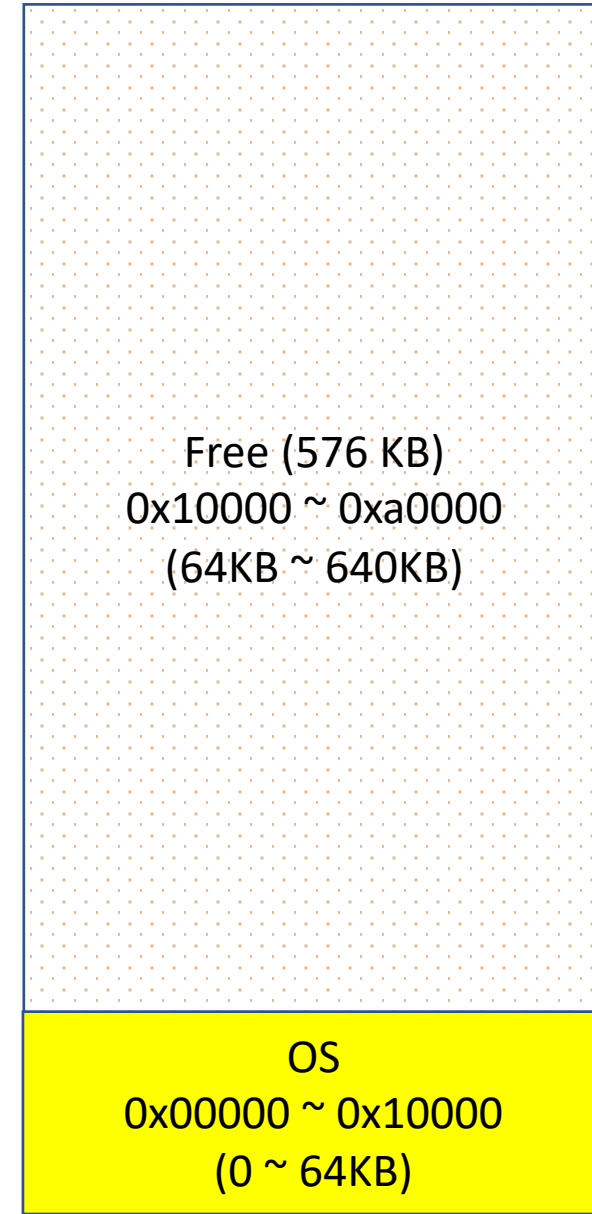 Free (576 KB)
0x10000 ~ 0xa0000
(64KB ~ 640KB)
OS
0x00000 ~ 0x10000
(0 ~ 64KB)